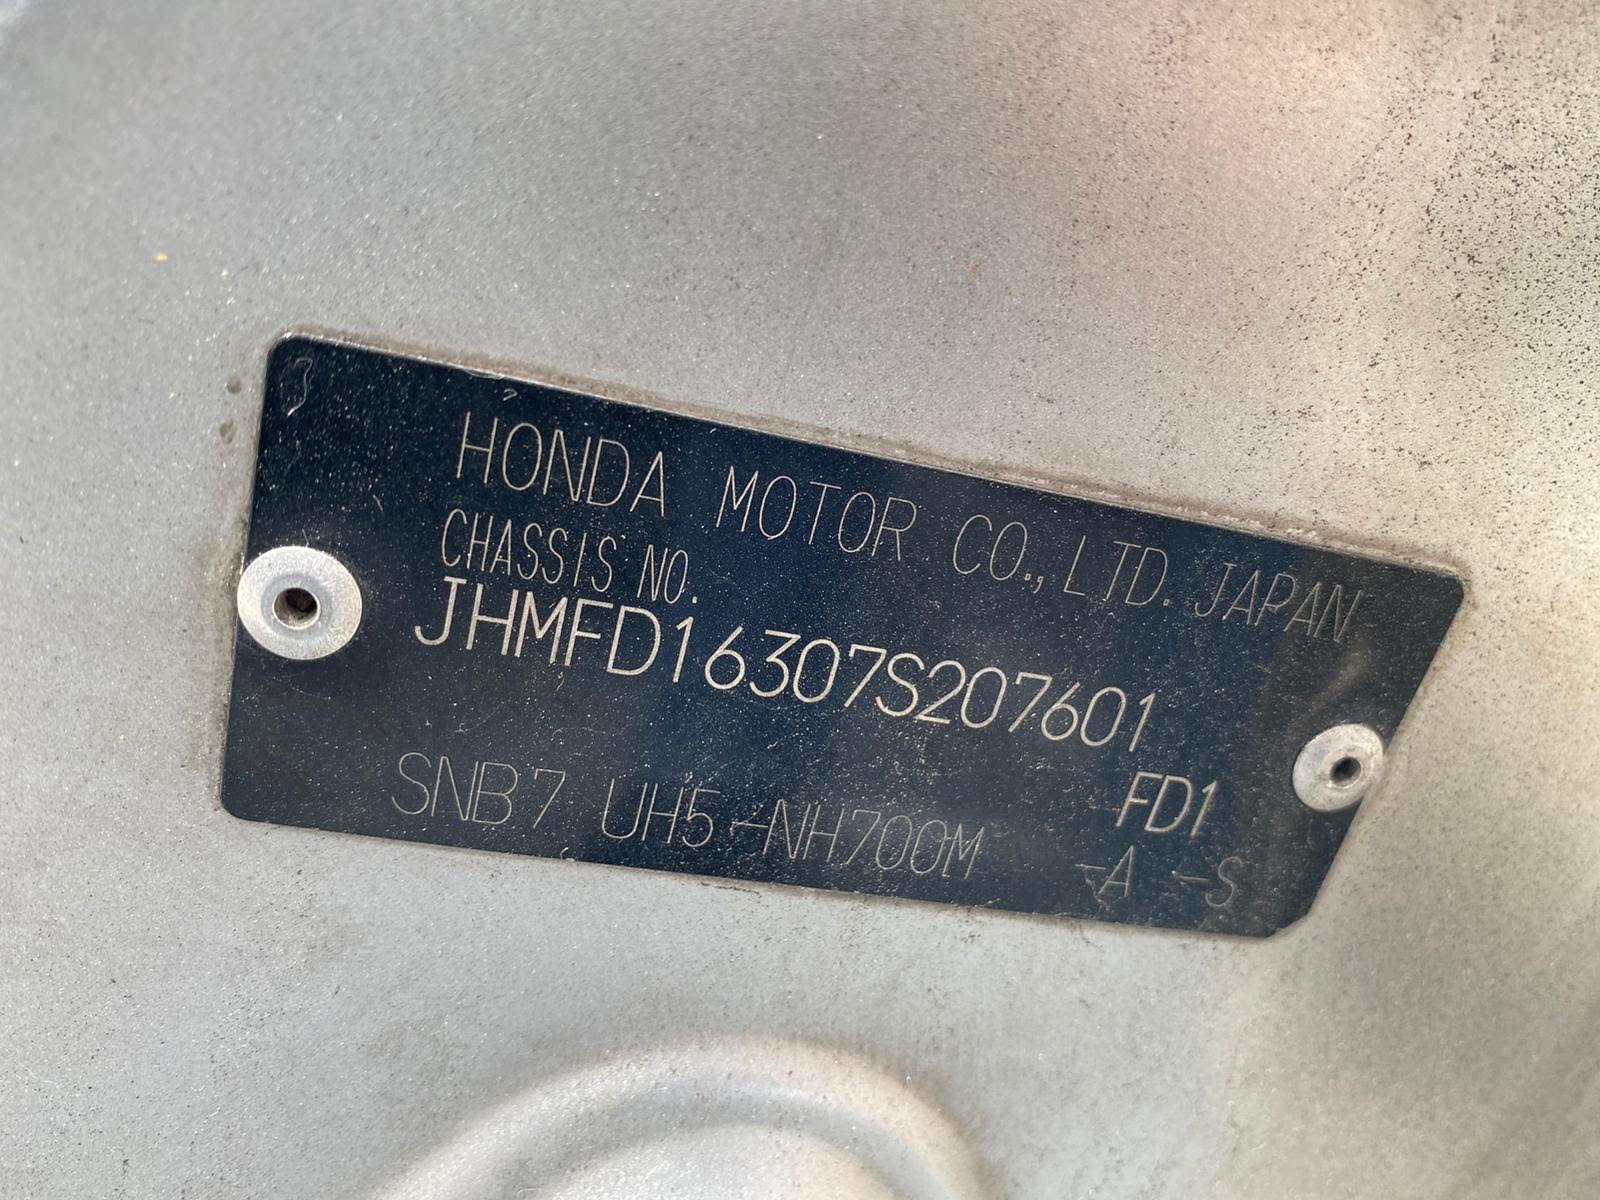 HONDA MOTOR CO., LTD. JAPAN
CHASSIS NO.
JHMFD16307S207601
FD1
SNB7 UH5-NH700M -A -S